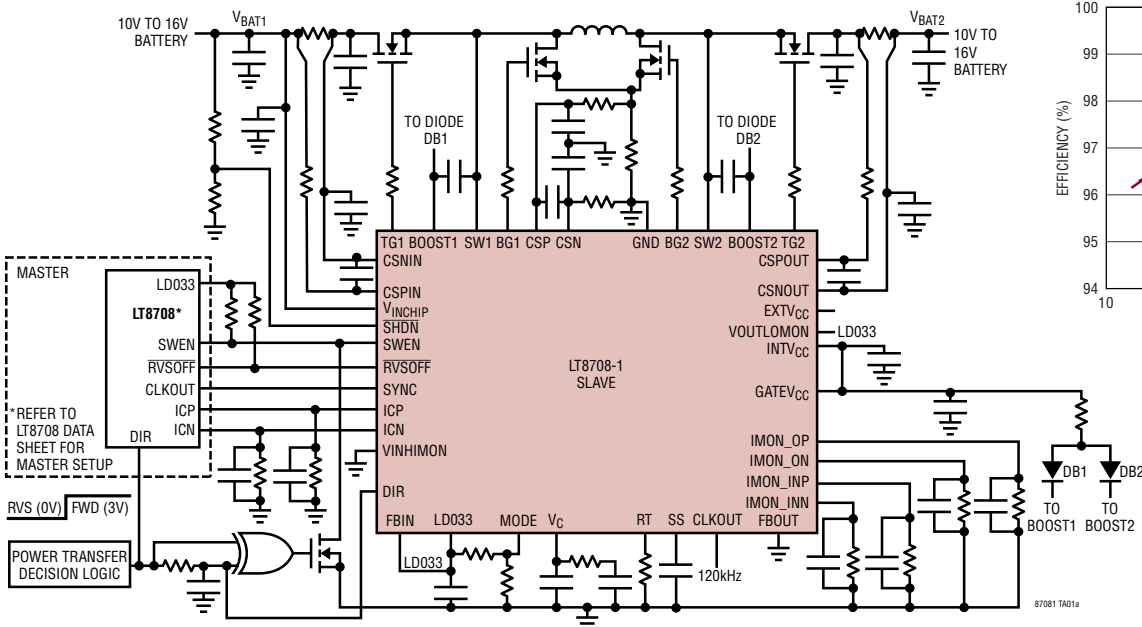 10V TO 16V
BATTERY
VBAT1
VBAT2
10V TO
16V
BATTERY
TO DIODE
DB1
TO DIODE
DB2
TG1 BOOST1 SW1 BG1 CSP CSN GND BG2 SW2 BOOST2 TG2
CSNIN
CSPIN
VINCHIP
SHDN
SWEN
RVSOFF
SYNC
ICP
ICN
VINHIMON
DIR
LT8708-1
SLAVE
CSPOUT
CSNOUT
EXTVCC
VOUTLOMON
LD033
INTVCC
GATEVCC
IMON_OP
IMON_ON
IMON_INP
IMON_INN
FBIN LD033 MODE VC RT SS CLKOUT FBOUT
LD033
120kHz
MASTER
LT8708*
LD033
SWEN
RVSOFF
CLKOUT
ICP
ICN
DIR
*REFER TO
LT8708 DATA
SHEET FOR
MASTER SETUP
RVS (0V)
FWD (3V)
POWER TRANSFER
DECISION LOGIC
DB1
DB2
TO
BOOST1
TO
BOOST2
87081 TA01a
EFFICIENCY (%)
100
99
98
97
96
95
94
10